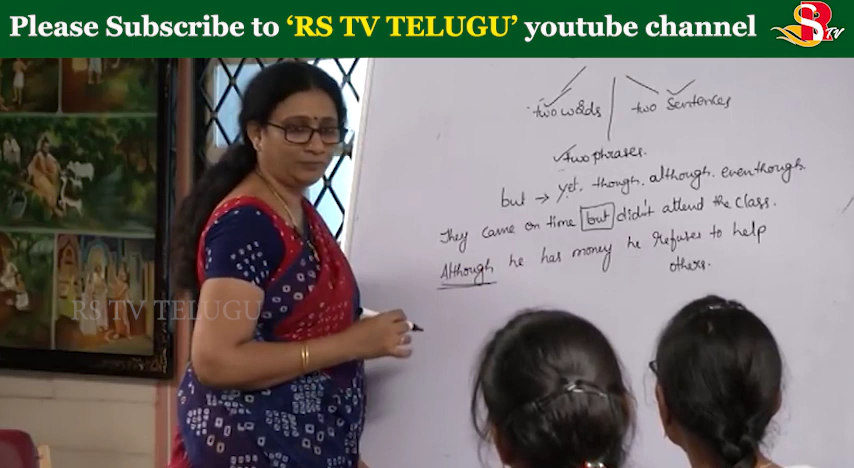 Please Subscribe to ‘RS TV TELUGU’ youtube channel
RS TV
two words two sentences
two phrases.
but → yet, though, although, eventhough.
They came on time but didn't attend the class.
Although he has money he refuses to help
others.
RS TV TELUGU